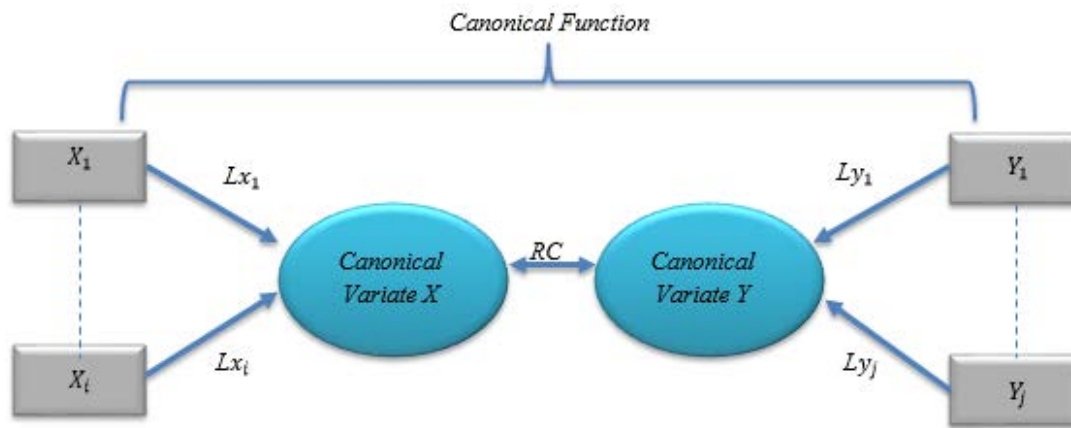 Canonical Function
X₁
Y₁
Lx₁
Ly₁
Canonical
Variate X
RC
Canonical
Variate Y
Lxᵢ
Lyⱼ
Xᵢ
Yⱼ